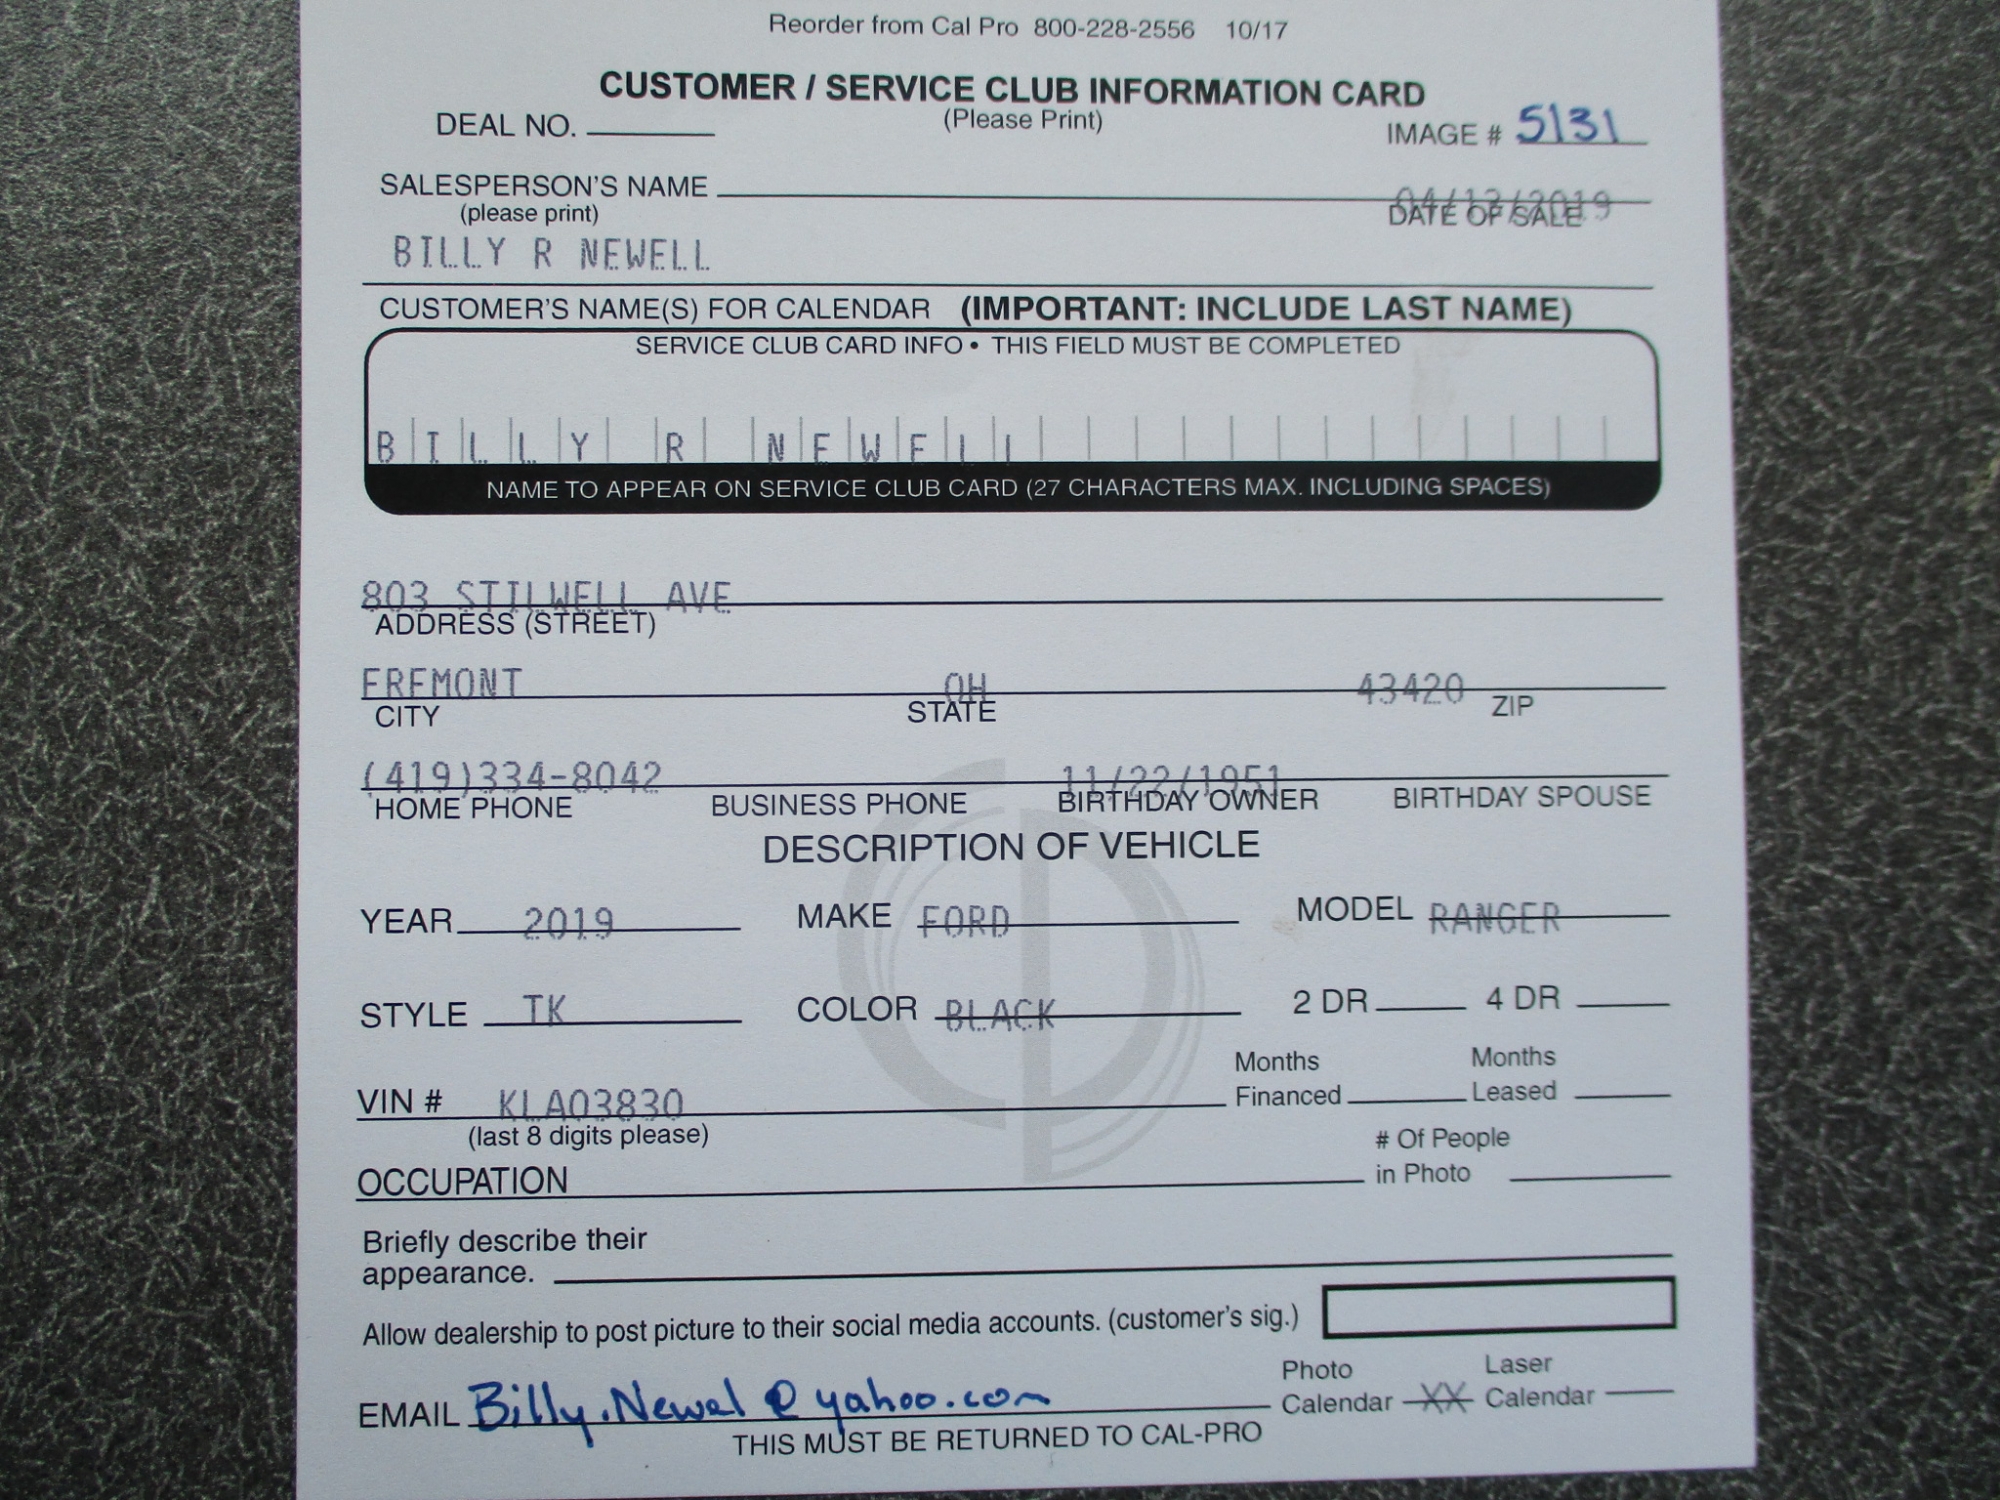 Reorder from Cal Pro 800-228-2556 10/17
CUSTOMER / SERVICE CLUB INFORMATION CARD
DEAL NO. (Please Print) IMAGE # 5131
SALESPERSON'S NAME 04/13/2019
(please print) DATE OF SALE
BILLY R NEWELL
CUSTOMER'S NAME(S) FOR CALENDAR (IMPORTANT: INCLUDE LAST NAME)
SERVICE CLUB CARD INFO • THIS FIELD MUST BE COMPLETED
BILLY R NEWELL
NAME TO APPEAR ON SERVICE CLUB CARD (27 CHARACTERS MAX. INCLUDING SPACES)
803 STILWELL AVE
ADDRESS (STREET)
FREMONT OH 43420 ZIP
CITY STATE
(419)334-8042 11/22/1951
HOME PHONE BUSINESS PHONE BIRTHDAY OWNER BIRTHDAY SPOUSE
DESCRIPTION OF VEHICLE
YEAR 2019 MAKE FORD MODEL RANGER
STYLE TK COLOR BLACK 2 DR 4 DR
Months Months
VIN # KLA03830 Financed Leased
(last 8 digits please) # Of People
OCCUPATION in Photo
Briefly describe their
appearance.
Allow dealership to post picture to their social media accounts. (customer's sig.)
Photo Laser
EMAIL Billy.Newel@yahoo.com Calendar XX Calendar
THIS MUST BE RETURNED TO CAL-PRO